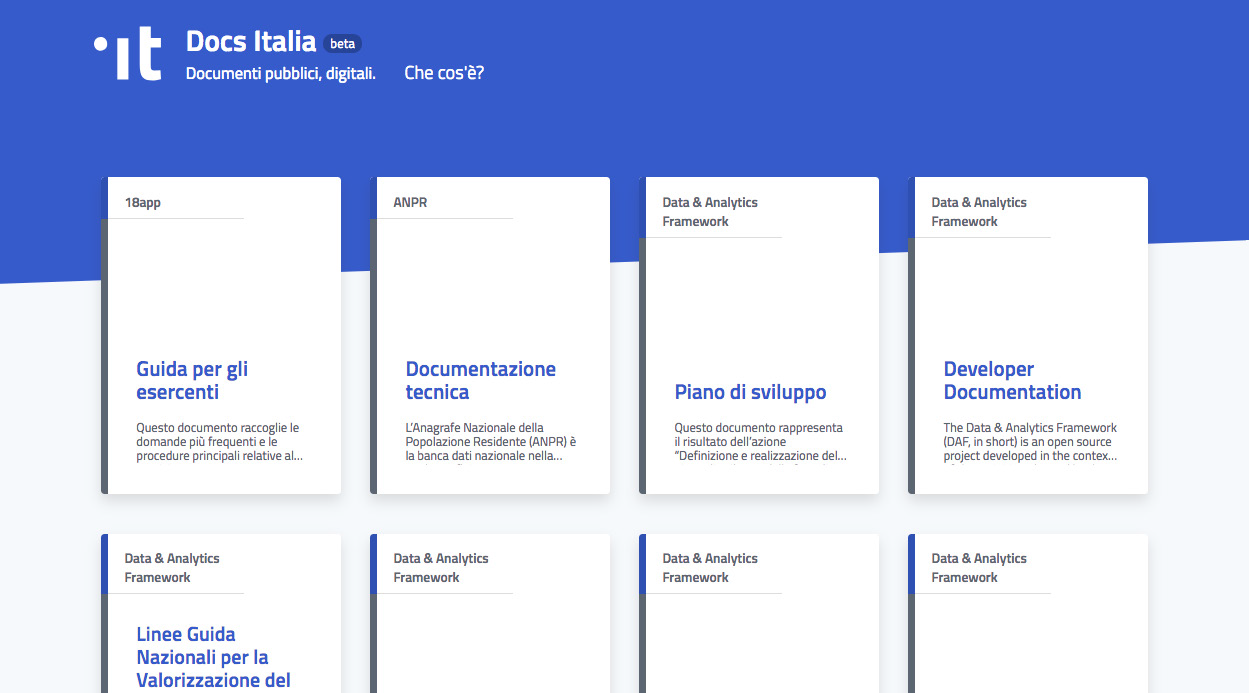 it
Docs Italia beta
Documenti pubblici, digitali. Che cos'è?
18app
Guida per gli
esercenti
Questo documento raccoglie le
domande più frequenti e le
procedure principali relative al...
ANPR
Documentazione
tecnica
L'Anagrafe Nazionale della
Popolazione Residente (ANPR) è
la banca dati nazionale nella...
Data & Analytics
Framework
Piano di sviluppo
Questo documento rappresenta
il risultato dell'azione
"Definizione e realizzazione del...
Data & Analytics
Framework
Developer
Documentation
The Data & Analytics Framework
(DAF, in short) is an open source
project developed in the contex...
Data & Analytics
Framework
Linee Guida
Nazionali per la
Valorizzazione del
Data & Analytics
Framework
Data & Analytics
Framework
Data & Analytics
Framework